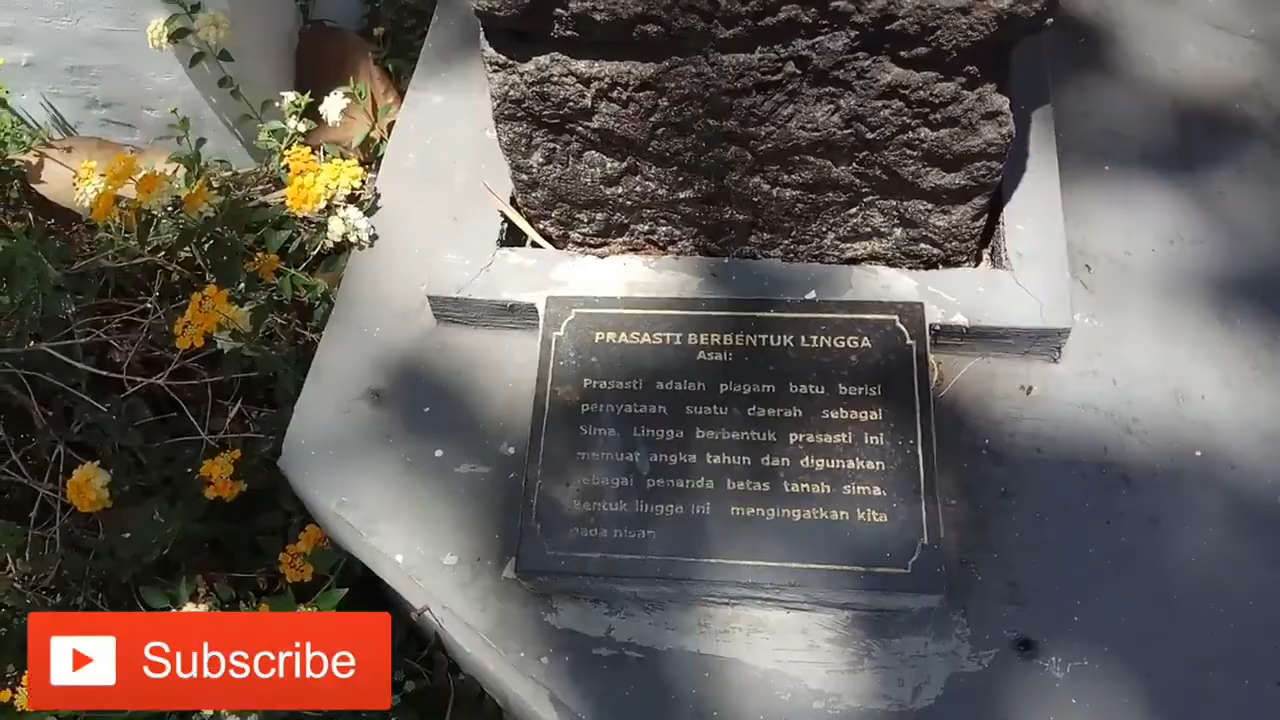 PRASASTI BERBENTUK LINGGA
Asal:
Prasasti adalah piagam batu berisi
pernyataan suatu daerah sebagai
Sima. Lingga berbentuk prasasti ini
memuat angka tahun dan digunakan
sebagai penanda batas tanah sima.
Bentuk lingga ini mengingatkan kita
pada nisan
Subscribe